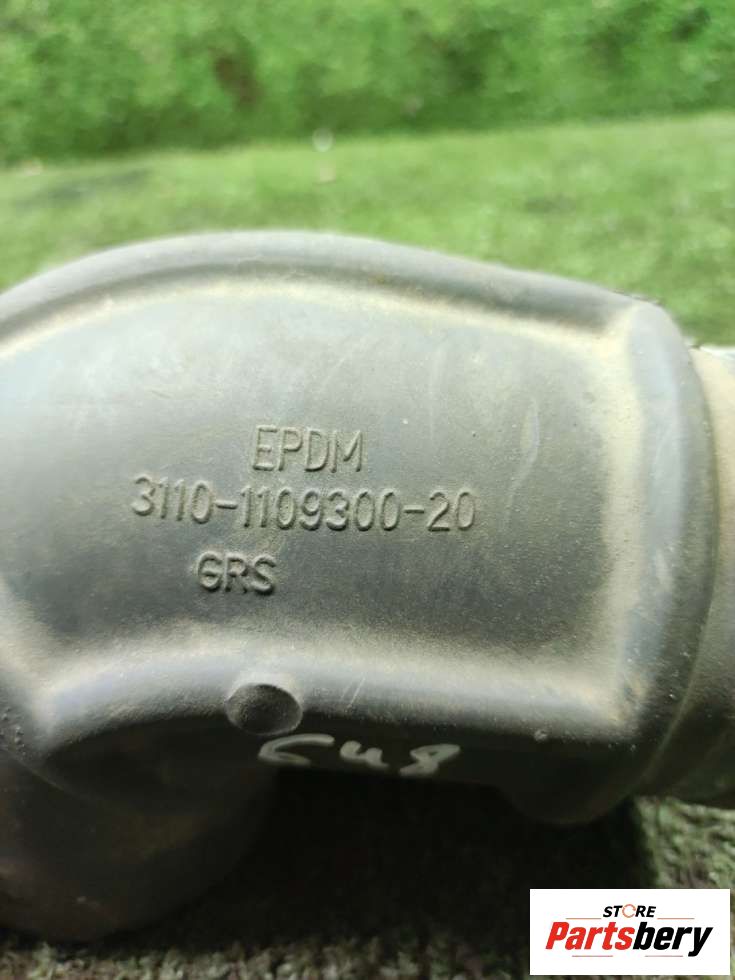 EPDM
3110-1109300-20
GRS
C48
STORE
Partsbery